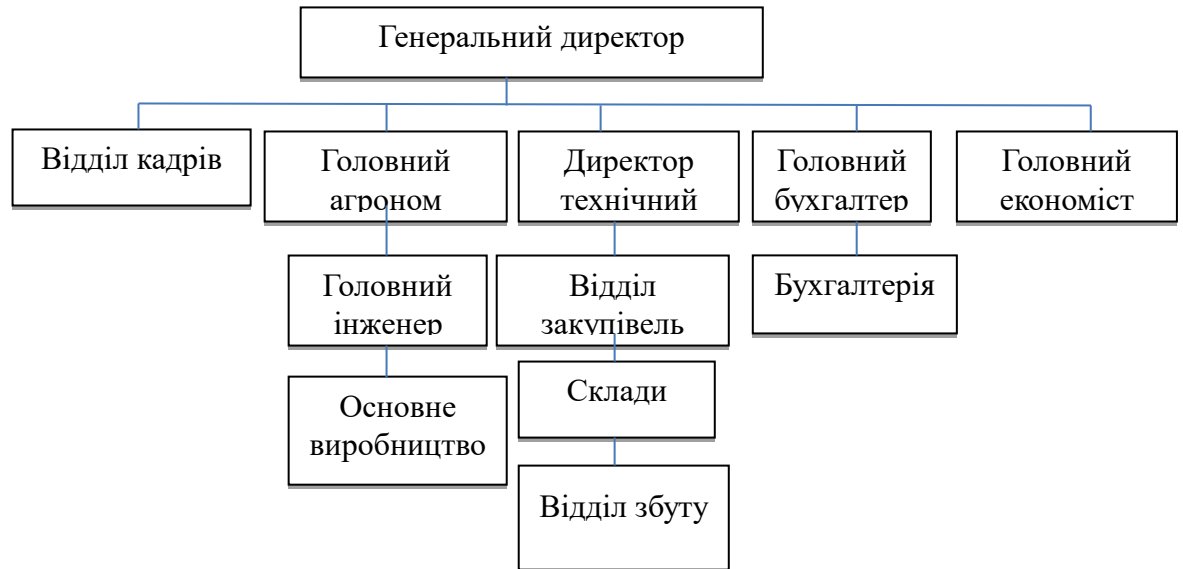 Генеральний директор
Відділ кадрів
Головний
агроном
Директор
технічний
Головний
бухгалтер
Головний
економіст
Головний
інженер
Відділ
закупівель
Бухгалтерія
Основне
виробництво
Склади
Відділ збуту